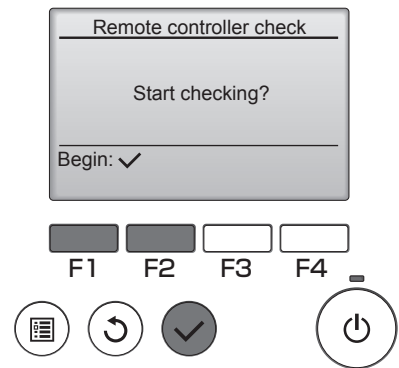 Remote controller check
Start checking?
Begin: ✓
F1 F2 F3 F4